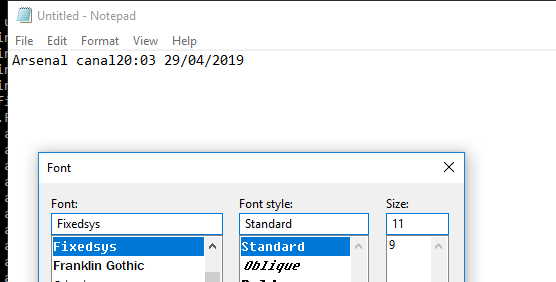 Untitled - Notepad
File Edit Format View Help
Arsenal canal20:03 29/04/2019
Font
Font: Font style: Size:
Fixedsys Standard 11
Fixedsys Standard 9
Franklin Gothic Oblique